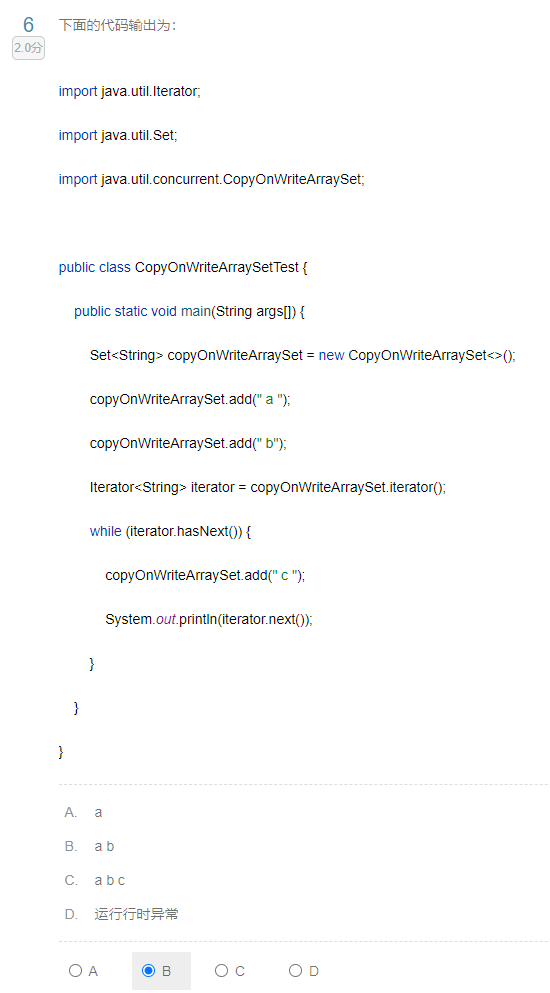 6
2.0分
下面的代码输出为：
import java.util.Iterator;
import java.util.Set;
import java.util.concurrent.CopyOnWriteArraySet;
public class CopyOnWriteArraySetTest {
public static void main(String args[]) {
Set<String> copyOnWriteArraySet = new CopyOnWriteArraySet<>();
copyOnWriteArraySet.add(" a ");
copyOnWriteArraySet.add(" b");
Iterator<String> iterator = copyOnWriteArraySet.iterator();
while (iterator.hasNext()) {
copyOnWriteArraySet.add(" c ");
System.out.println(iterator.next());
}
}
}
A. a
B. a b
C. a b c
D. 运行行时异常
A B C D